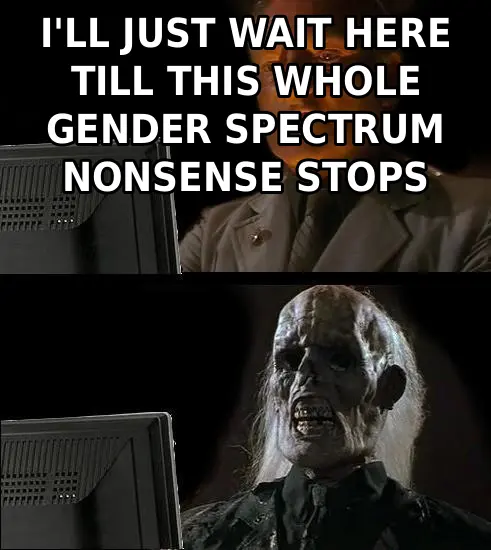 I'LL JUST WAIT HERE
TILL THIS WHOLE
GENDER SPECTRUM
NONSENSE STOPS